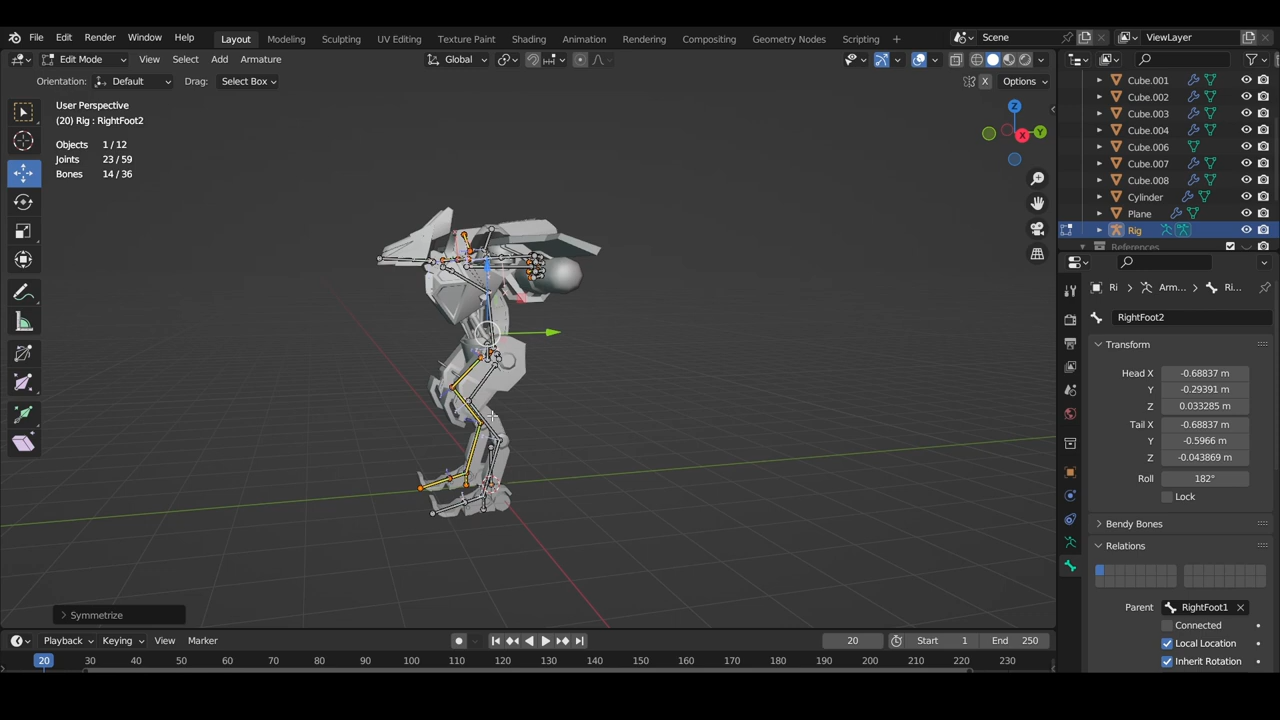 File Edit Render Window Help Layout Modeling Sculpting UV Editing Texture Paint Shading Animation Rendering Compositing Geometry Nodes Scripting + Scene ViewLayer
Edit Mode View Select Add Armature Global
Orientation: Default Drag: Select Box X Options
User Perspective
(20) Rig : RightFoot2
Objects 1 / 12
Joints 23 / 59
Bones 14 / 36
Z
Y
X
Cube.001
Cube.002
Cube.003
Cube.004
Cube.006
Cube.007
Cube.008
Cylinder
Plane
Rig
References
Ri Arm... Ri...
RightFoot2
Transform
Head X -0.68837 m
Y -0.29391 m
Z 0.033285 m
Tail X -0.68837 m
Y -0.5966 m
Z -0.043869 m
Roll 182°
Lock
Bendy Bones
Relations
Parent RightFoot1
Connected
Local Location
Inherit Rotation
Symmetrize
Playback Keying View Marker 20 Start 1 End 250
20 30 40 50 60 70 80 90 100 110 120 130 140 150 160 170 180 190 200 210 220 230